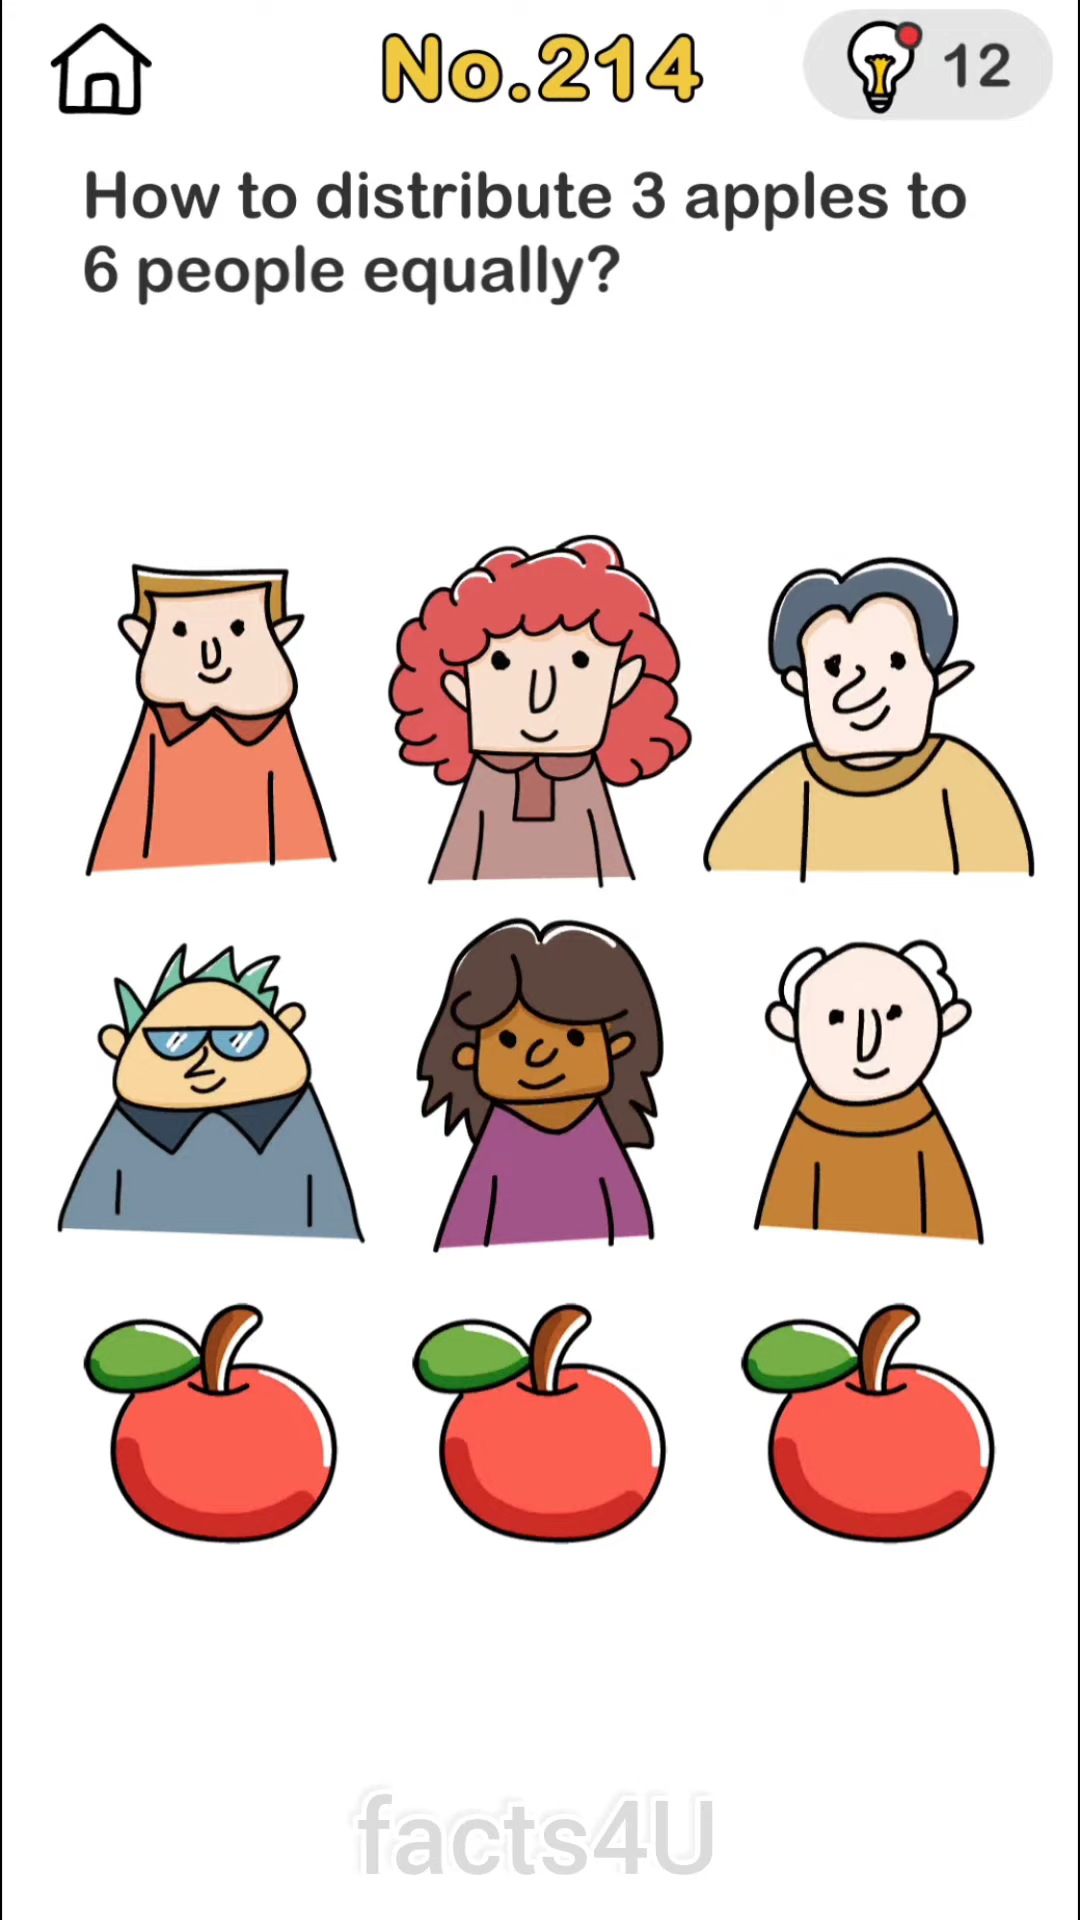 No.214
12
How to distribute 3 apples to
6 people equally?
facts4U